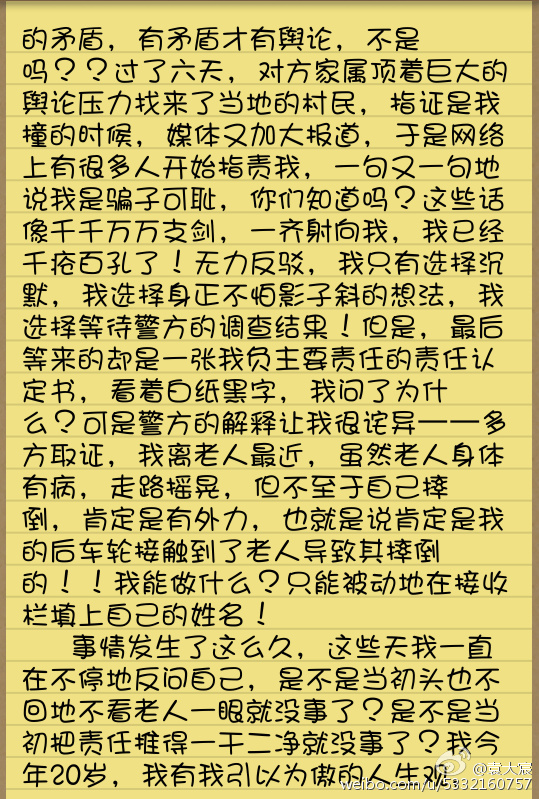 的矛盾，有矛盾才有舆论，不是
吗？？过了六天，对方家属顶着巨大的
舆论压力找来了当地的村民，指证是我
撞的时候，媒体又加大报道，于是网络
上有很多人开始指责我，一句又一句地
说我是骗子可耻，你们知道吗？这些话
像千千万万支剑，一齐射向我，我已经
千疮百孔了！无力反驳，我只有选择沉
默，我选择身正不怕影子斜的想法，我
选择等待警方的调查结果！但是，最后
等来的却是一张我负主要责任的责任认
定书，看着白纸黑字，我问了为什
么？可是警方的解释让我很诧异——多
方取证，我离老人最近，虽然老人身体
有病，走路摇晃，但不至于自己摔
倒，肯定是有外力，也就是说肯定是我
的后车轮接触到了老人导致其摔倒
的！！我能做什么？只能被动地在接收
栏填上自己的姓名！
事情发生了这么久，这些天我一直
在不停地反问自己，是不是当初头也不
回地不看老人一眼就没事了？是不是当
初把责任推得一干二净就没事了？我今
年20岁，我有我引以为傲的人生观
@袁大宸
weibo.com/u/5332160757